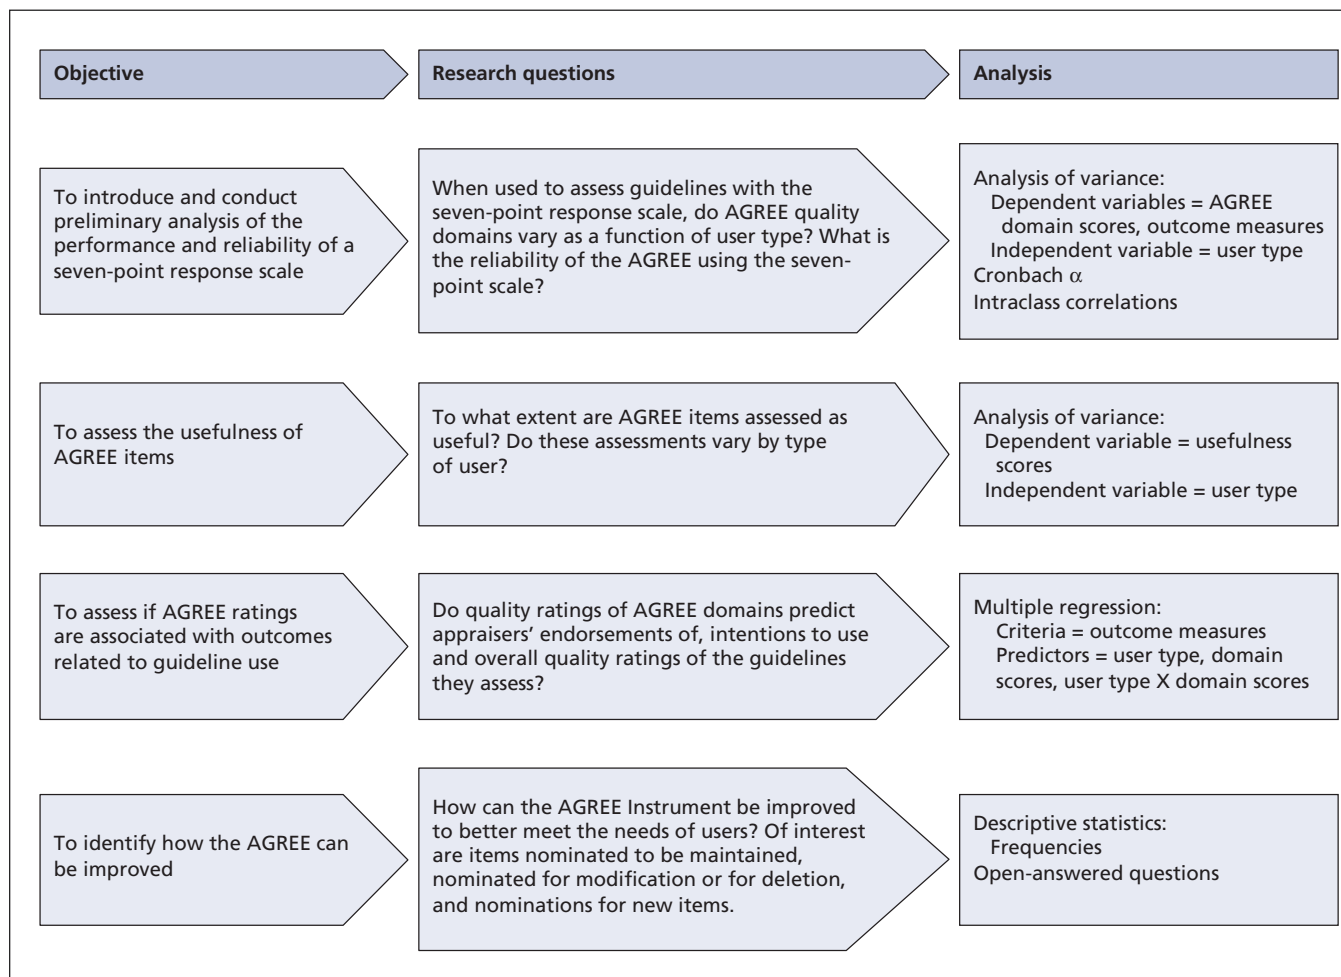 Objective
Research questions
Analysis
To introduce and conduct
preliminary analysis of the
performance and reliability of a
seven-point response scale
When used to assess guidelines with the
seven-point response scale, do AGREE quality
domains vary as a function of user type? What is
the reliability of the AGREE using the seven-
point scale?
Analysis of variance:
Dependent variables = AGREE
domain scores, outcome measures
Independent variable = user type
Cronbach α
Intraclass correlations
To assess the usefulness of
AGREE items
To what extent are AGREE items assessed as
useful? Do these assessments vary by type
of user?
Analysis of variance:
Dependent variable = usefulness
scores
Independent variable = user type
To assess if AGREE ratings
are associated with outcomes
related to guideline use
Do quality ratings of AGREE domains predict
appraisers’ endorsements of, intentions to use
and overall quality ratings of the guidelines
they assess?
Multiple regression:
Criteria = outcome measures
Predictors = user type, domain
scores, user type X domain scores
To identify how the AGREE can
be improved
How can the AGREE Instrument be improved
to better meet the needs of users? Of interest
are items nominated to be maintained,
nominated for modification or for deletion,
and nominations for new items.
Descriptive statistics:
Frequencies
Open-answered questions